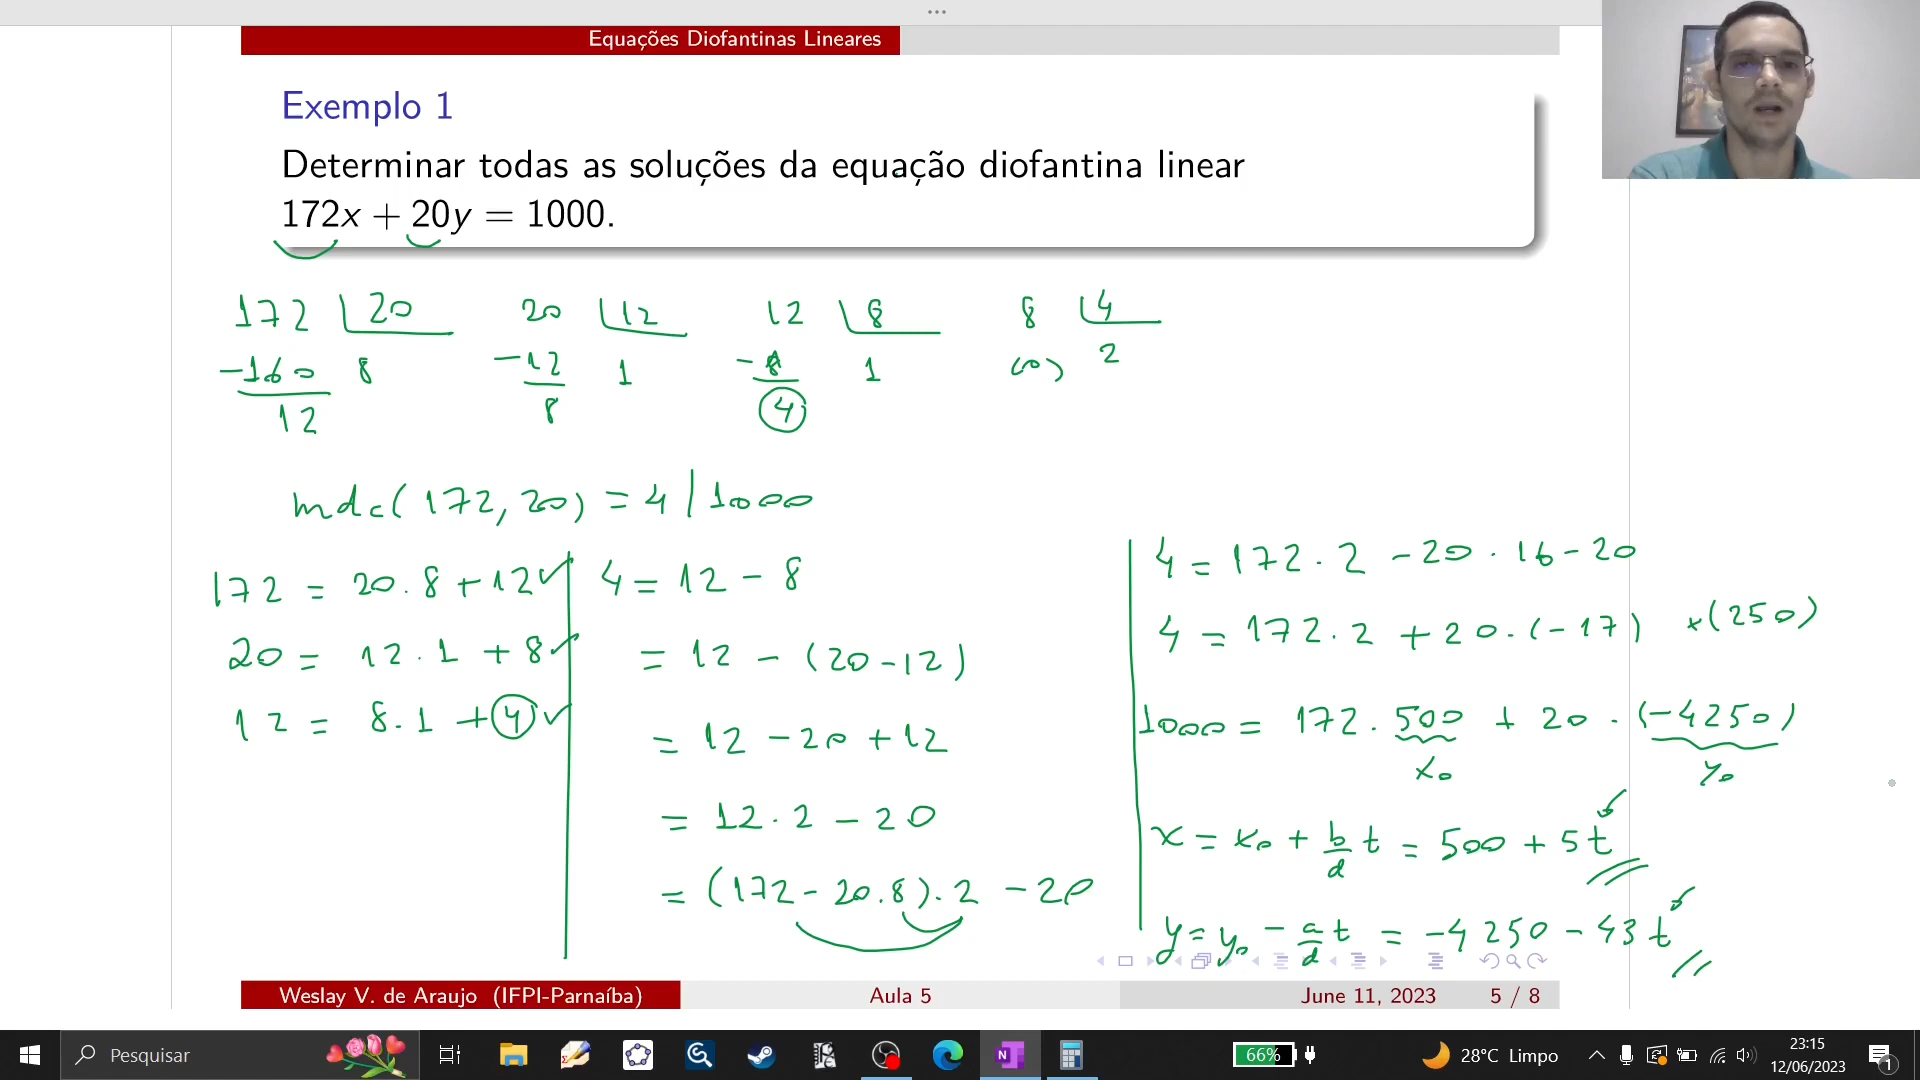 Equações Diofantinas Lineares
Exemplo 1
Determinar todas as soluções da equação diofantina linear
172x + 20y = 1000.
172 20 20 12 12 8 8 4
-160 8 -12 1 -8 1 (0) 2
12 8 4
mdc(172, 20) = 4 | 1000
172 = 20.8 + 12 ✓
20 = 12.1 + 8 ✓
12 = 8.1 + 4 ✓
4 = 12 - 8
= 12 - (20-12)
= 12 - 20 + 12
= 12.2 - 20
= (172 - 20.8).2 - 20
4 = 172.2 - 20.16 - 20
4 = 172.2 + 20.(-17) ×(250)
1000 = 172.500 + 20.(-4250)
x₀ y₀
x = x₀ + b/d t = 500 + 5t
y = y₀ - a/d t = -4250 - 43t
Weslay V. de Araujo (IFPI-Parnaíba) Aula 5 June 11, 2023 5 / 8
Pesquisar 66% 28°C Limpo 23:15
12/06/2023 1